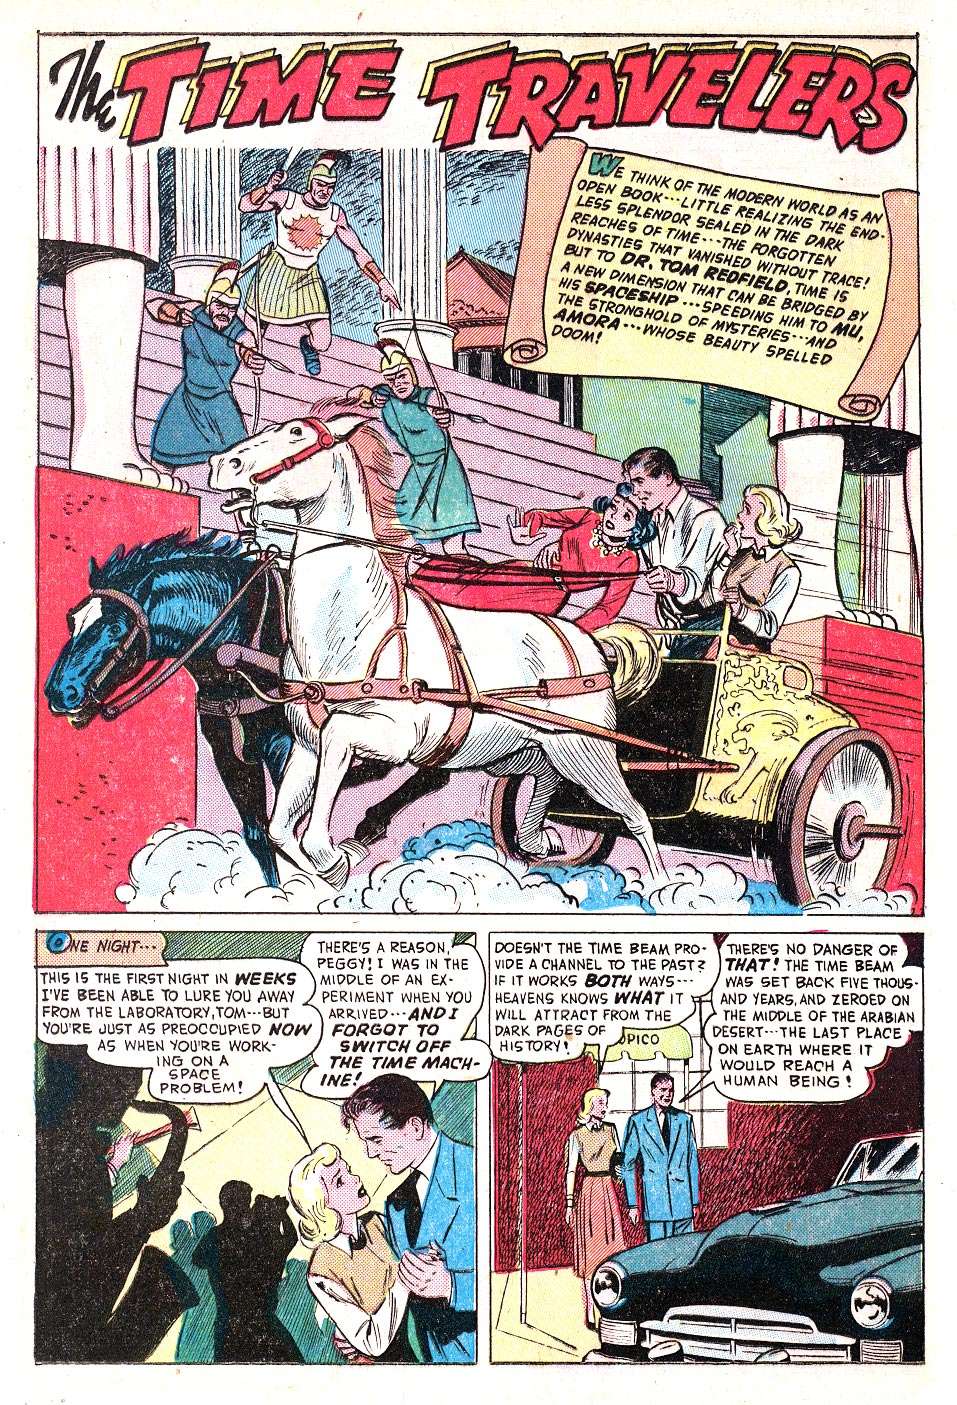 The TIME TRAVELERS
WE THINK OF THE MODERN WORLD AS AN
OPEN BOOK---LITTLE REALIZING THE END-
LESS SPLENDOR SEALED IN THE DARK
REACHES OF TIME---THE FORGOTTEN
DYNASTIES THAT VANISHED WITHOUT TRACE!
BUT TO DR. TOM REDFIELD, TIME IS
A NEW DIMENSION THAT CAN BE BRIDGED BY
HIS SPACESHIP---SPEEDING HIM TO MU,
THE STRONGHOLD OF MYSTERIES---AND
AMORA---WHOSE BEAUTY SPELLED
DOOM!
ONE NIGHT---
THIS IS THE FIRST NIGHT IN WEEKS
I'VE BEEN ABLE TO LURE YOU AWAY
FROM THE LABORATORY, TOM---BUT
YOU'RE JUST AS PREOCCUPIED NOW
AS WHEN YOU'RE WORK-
ING ON A
SPACE
PROBLEM!
THERE'S A REASON,
PEGGY! I WAS IN THE
MIDDLE OF AN EX-
PERIMENT WHEN YOU
ARRIVED---AND I
FORGOT TO
SWITCH OFF
THE TIME MACH-
INE!
DOESN'T THE TIME BEAM PRO-
VIDE A CHANNEL TO THE PAST?
IF IT WORKS BOTH WAYS---
HEAVENS KNOWS WHAT IT
WILL ATTRACT FROM THE
DARK PAGES OF
HISTORY!
THERE'S NO DANGER OF
THAT! THE TIME BEAM
WAS SET BACK FIVE THOUS-
AND YEARS, AND ZEROED ON
THE MIDDLE OF THE ARABIAN
DESERT---THE LAST PLACE
ON EARTH WHERE IT
WOULD REACH A
HUMAN BEING!
OPICO